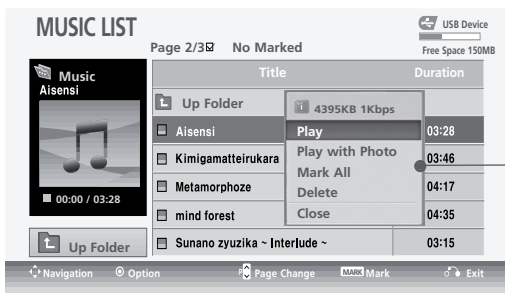 MUSIC LIST
USB Device
Page 2/3 No Marked
Free Space 150MB
Music
Aisensi
Title
Duration
Up Folder
4395KB 1Kbps
Aisensi
Play
03:28
Kimigamatteirukara
Play with Photo
03:46
Mark All
Metamorphoze
04:17
Delete
00:00 / 03:28
mind forest
Close
04:35
Up Folder
Sunano zyuzika ~ Interlude ~
03:15
Navigation
Option
P Page Change
MARK Mark
Exit